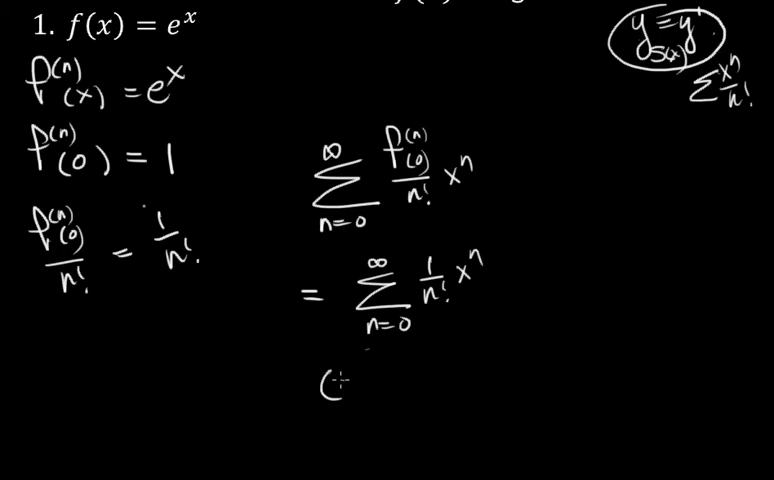 1. f(x) = e^x
f^(n)(x) = e^x
f^(n)(0) = 1
f^(n)(0)/n! = 1/n!
∞ ∑ n=0 f^(n)(0)/n! x^n
= ∞ ∑ n=0 1/n! x^n
(
y = y'
S(x)
∑ x^n/n!